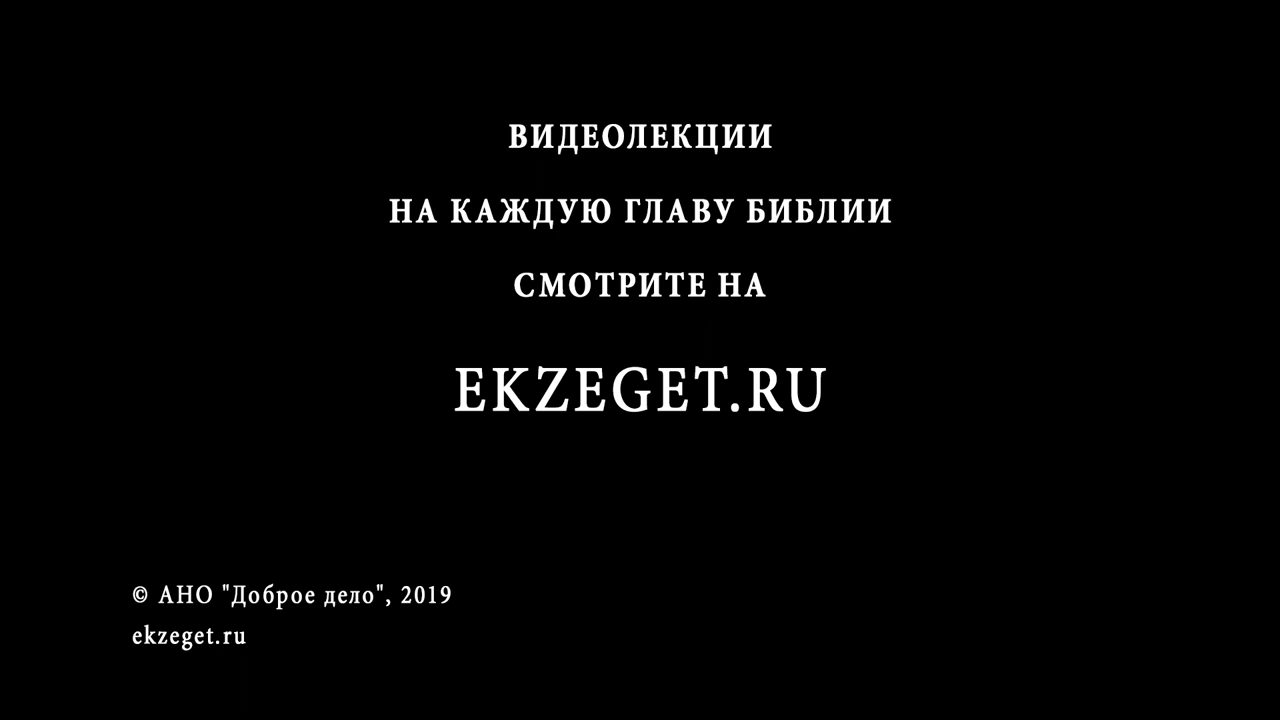 ВИДЕОЛЕКЦИИ
НА КАЖДУЮ ГЛАВУ БИБЛИИ
СМОТРИТЕ НА
EKZEGET.RU
© АНО "Доброе дело", 2019
ekzeget.ru